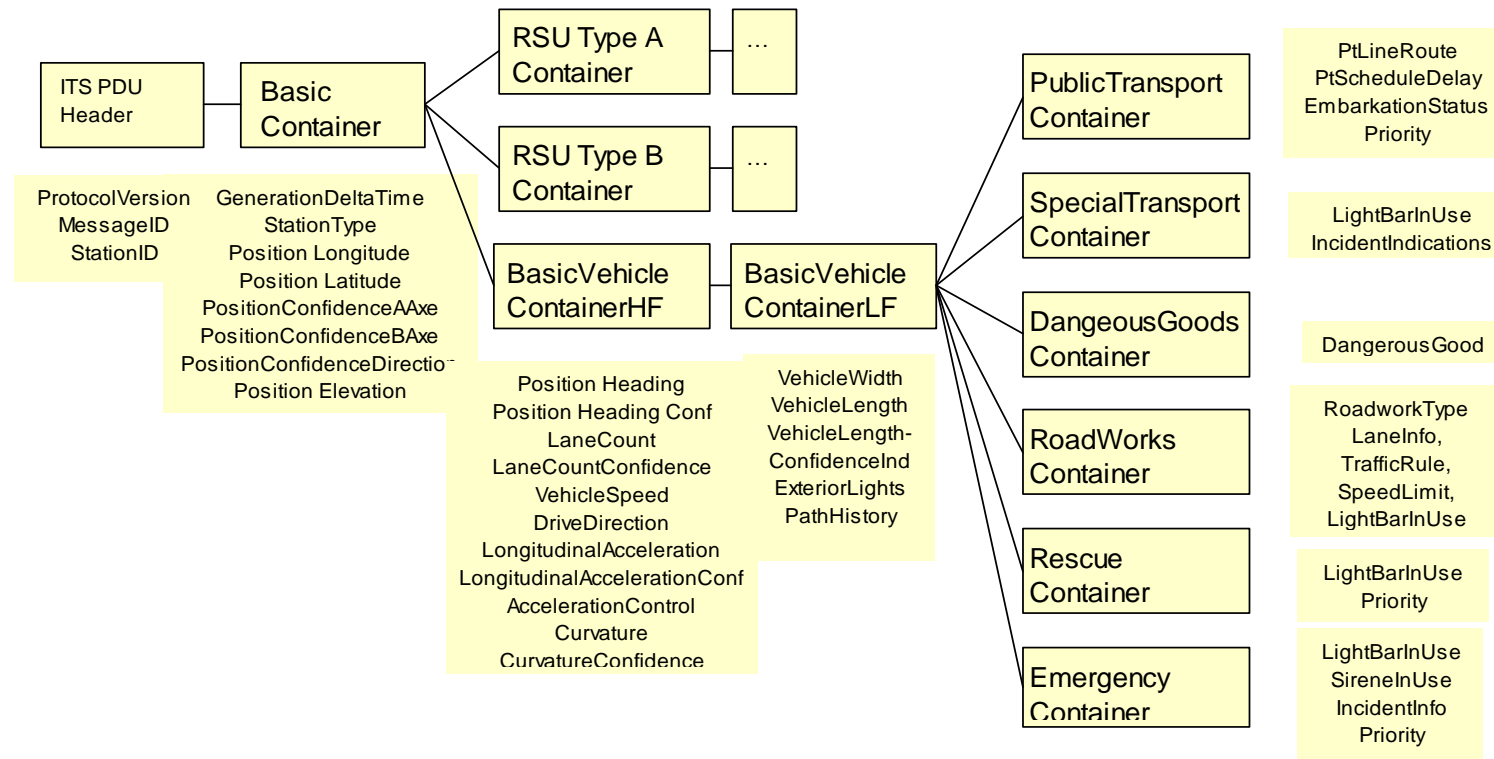 ITS PDU
Header
Basic
Container
RSU Type A
Container
...
RSU Type B
Container
...
BasicVehicle
ContainerHF
BasicVehicle
ContainerLF
PublicTransport
Container
SpecialTransport
Container
DangeousGoods
Container
RoadWorks
Container
Rescue
Container
Emergency
Container
ProtocolVersion
MessageID
StationID
GenerationDeltaTime
StationType
Position Longitude
Position Latitude
PositionConfidenceAAxe
PositionConfidenceBAxe
PositionConfidenceDirection
Position Elevation
Position Heading
Position Heading Conf
LaneCount
LaneCountConfidence
VehicleSpeed
DriveDirection
LongitudinalAcceleration
LongitudinalAccelerationConf
AccelerationControl
Curvature
CurvatureConfidence
VehicleWidth
VehicleLength
VehicleLength-
ConfidenceInd
ExteriorLights
PathHistory
PtLineRoute
PtScheduleDelay
EmbarkationStatus
Priority
LightBarInUse
IncidentIndications
DangerousGood
RoadworkType
LaneInfo,
TrafficRule,
SpeedLimit,
LightBarInUse
LightBarInUse
Priority
LightBarInUse
SireneInUse
IncidentInfo
Priority